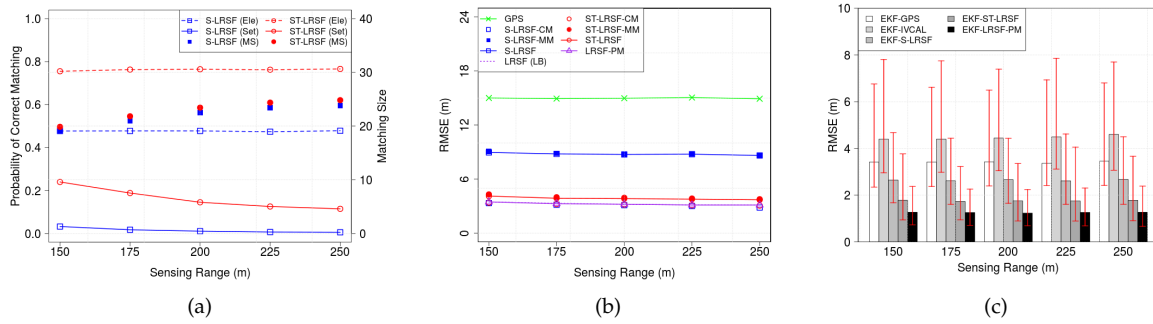 1.0
0.8
0.6
0.4
0.2
0.0
Probability of Correct Matching
S-LRSF (Ele)
S-LRSF (Set)
S-LRSF (MS)
ST-LRSF (Ele)
ST-LRSF (Set)
ST-LRSF (MS)
40
30
20
10
0
Matching Size
150 175 200 225 250
Sensing Range (m)
(a)
24
18
12
6
0
RMSE (m)
GPS
S-LRSF-CM
S-LRSF-MM
S-LRSF
LRSF (LB)
ST-LRSF-CM
ST-LRSF-MM
ST-LRSF
LRSF-PM
150 175 200 225 250
Sensing Range (m)
(b)
10
8
6
4
2
0
RMSE (m)
EKF-GPS
EKF-IVCAL
EKF-S-LRSF
EKF-ST-LRSF
EKF-LRSF-PM
150 175 200 225 250
Sensing Range (m)
(c)